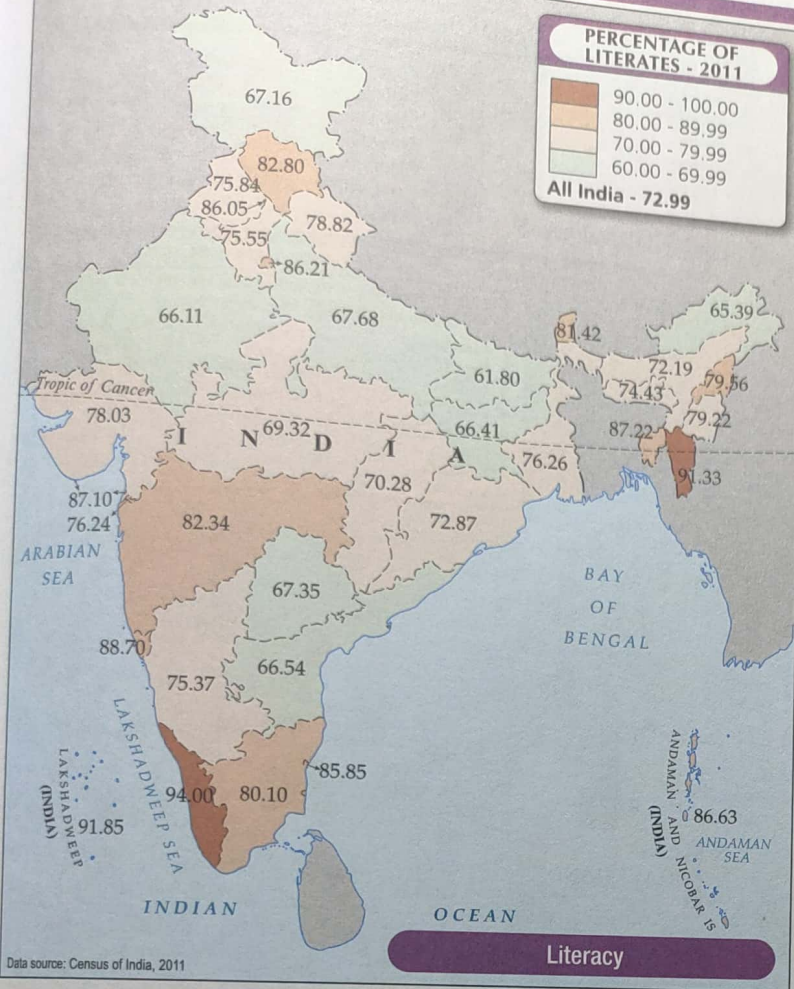 PERCENTAGE OF
LITERATES - 2011
90.00 - 100.00
80.00 - 89.99
70.00 - 79.99
60.00 - 69.99
All India - 72.99
67.16
82.80
75.84
86.05
78.82
75.55
86.21
66.11
67.68
65.39
81.42
61.80
72.19
79.56
74.43
Tropic of Cancer
78.03
79.22
87.22
66.41
69.32
I N D I A
76.26
91.33
70.28
87.10
76.24
82.34
72.87
ARABIAN
SEA
67.35
BAY
OF
BENGAL
88.70
66.54
75.37
85.85
94.00
80.10
LAKSHADWEEP SEA
LAKSHADWEEP
(INDIA)
91.85
ANDAMAN AND NICOBAR IS
(INDIA)
86.63
ANDAMAN
SEA
INDIAN OCEAN
Literacy
Data source: Census of India, 2011